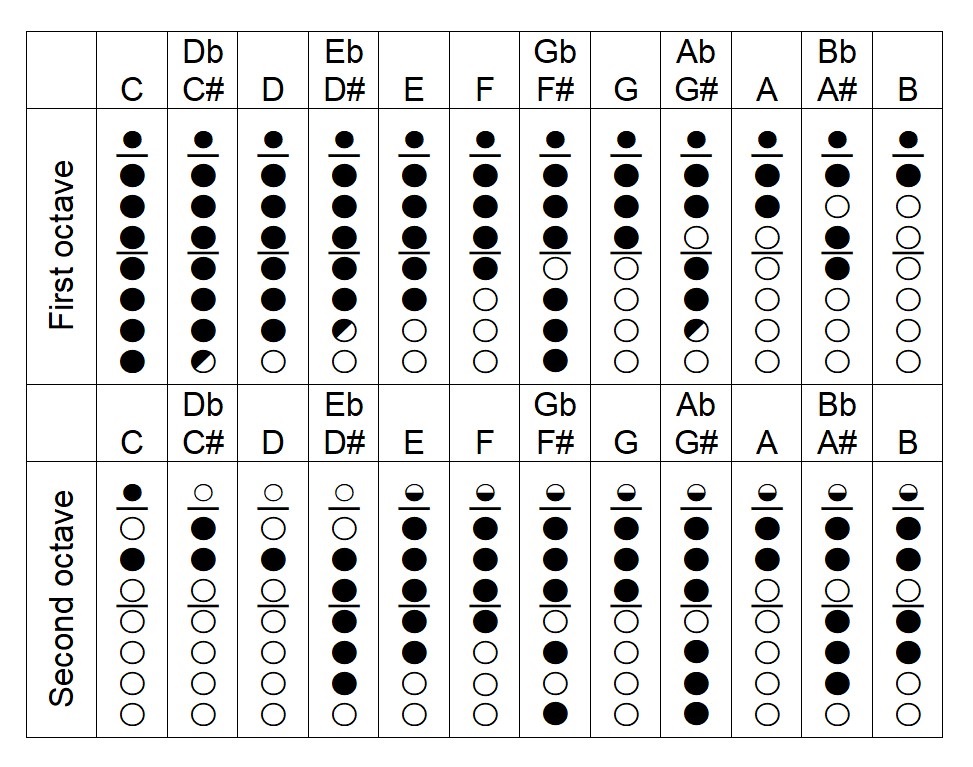 Db Eb Gb Ab Bb
C C# D D# E F F# G G# A A# B
First octave
Db Eb Gb Ab Bb
C C# D D# E F F# G G# A A# B
Second octave